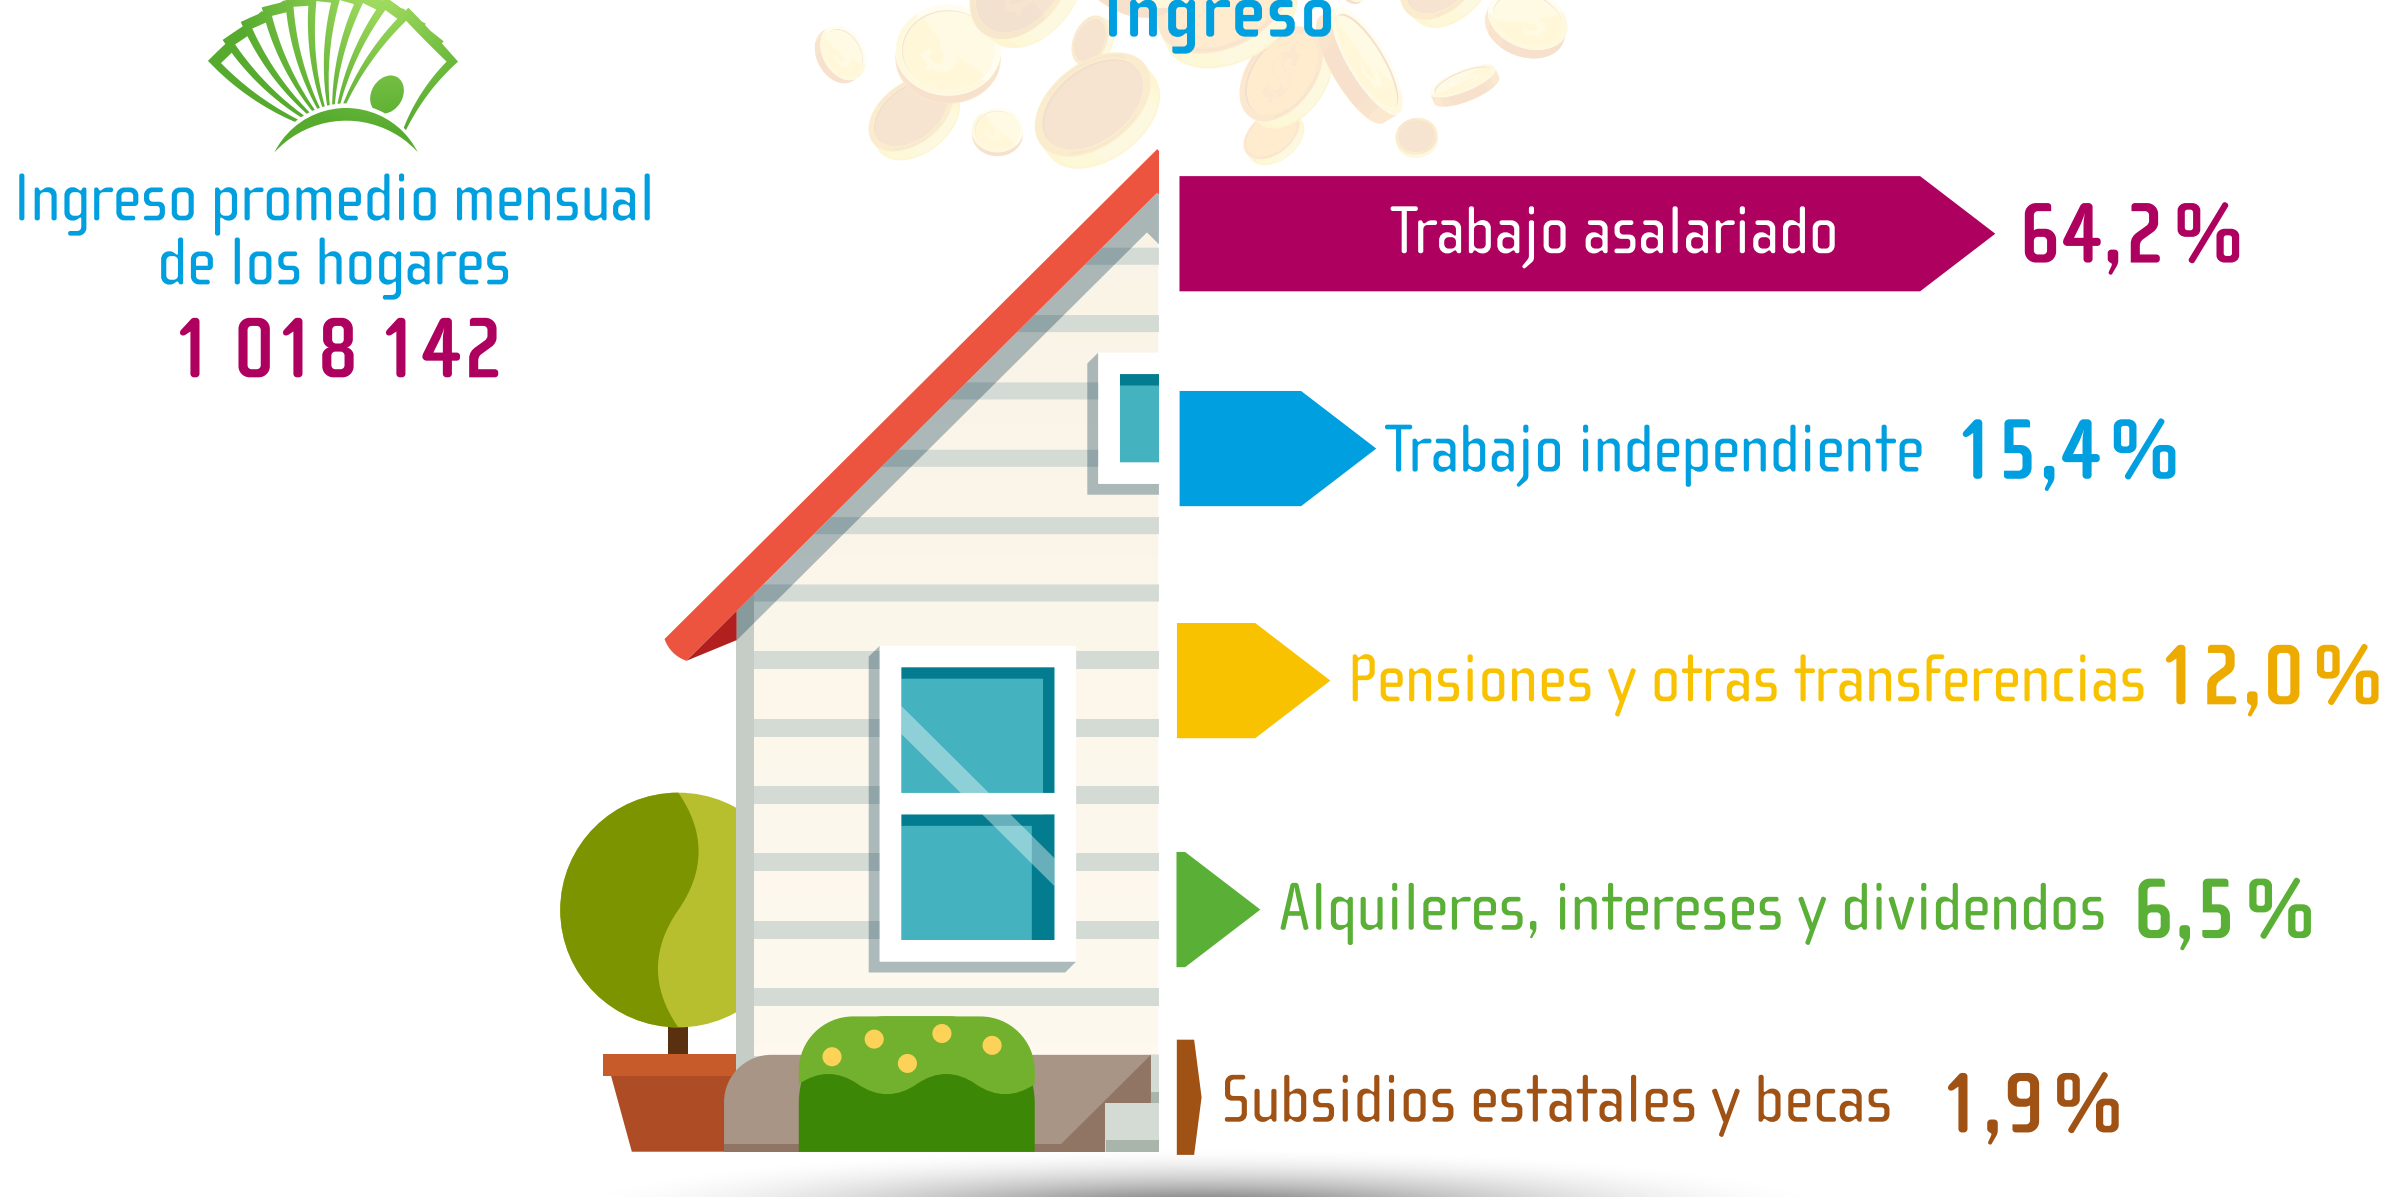 Ingreso
Ingreso promedio mensual
de los hogares
1 018 142
Trabajo asalariado 64,2%
Trabajo independiente 15,4%
Pensiones y otras transferencias 12,0%
Alquileres, intereses y dividendos 6,5%
Subsidios estatales y becas 1,9%